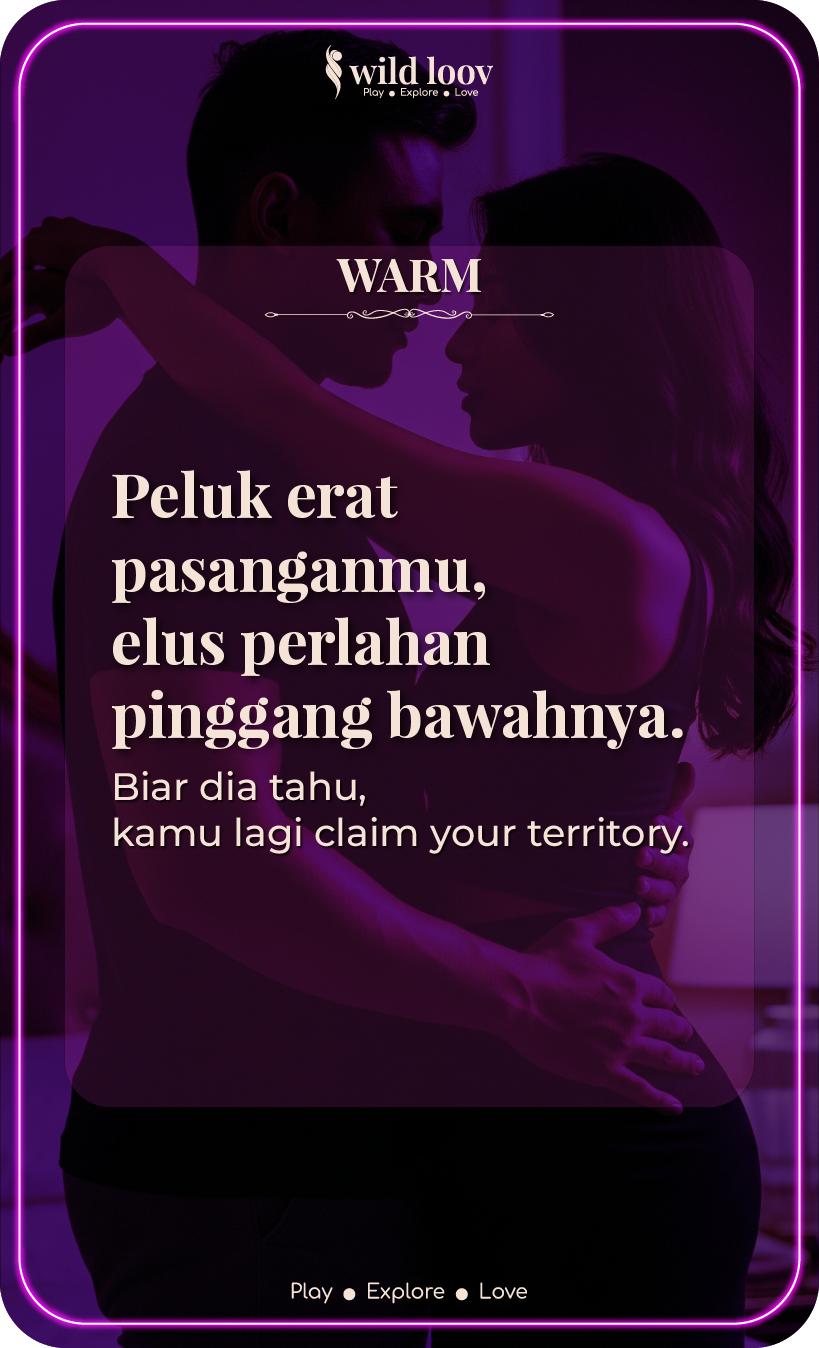 wild loov
Play • Explore • Love
WARM
Peluk erat
pasanganmu,
elus perlahan
pinggang bawahnya.
Biar dia tahu,
kamu lagi claim your territory.
Play • Explore • Love